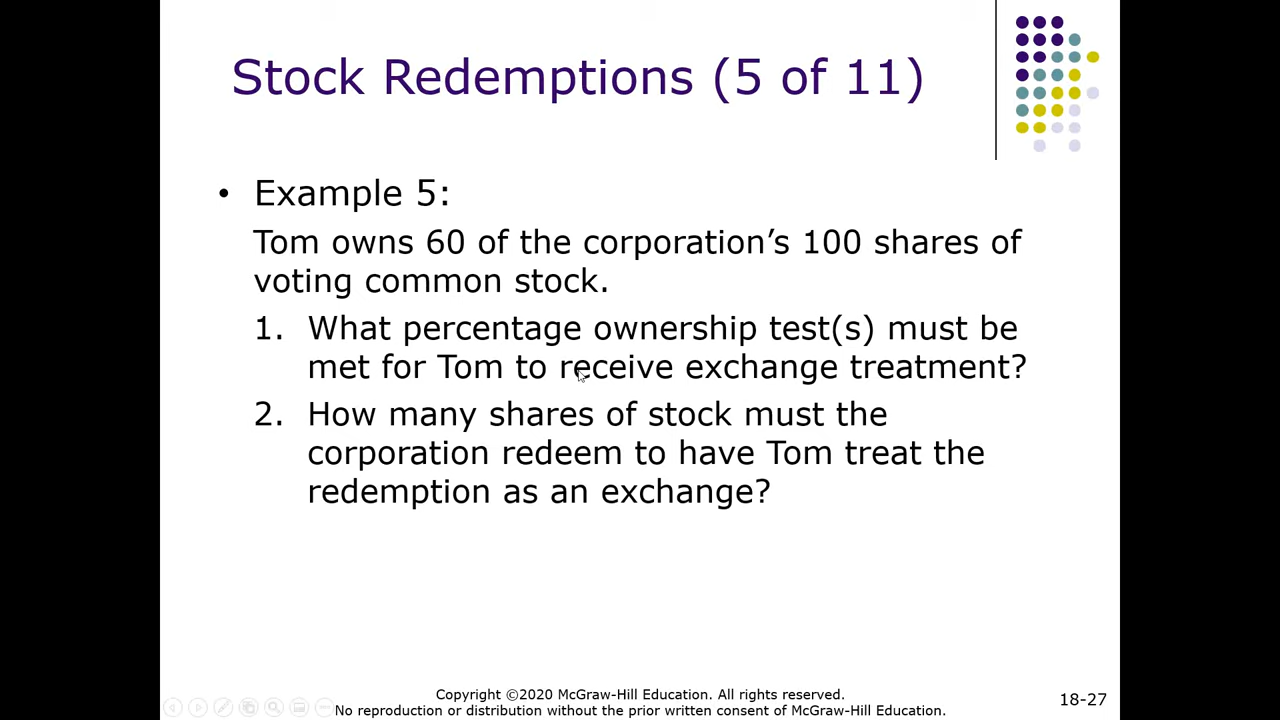 Stock Redemptions (5 of 11)
• Example 5:
Tom owns 60 of the corporation’s 100 shares of
voting common stock.
1. What percentage ownership test(s) must be
met for Tom to receive exchange treatment?
2. How many shares of stock must the
corporation redeem to have Tom treat the
redemption as an exchange?
Copyright ©2020 McGraw-Hill Education. All rights reserved.
No reproduction or distribution without the prior written consent of McGraw-Hill Education.
18-27